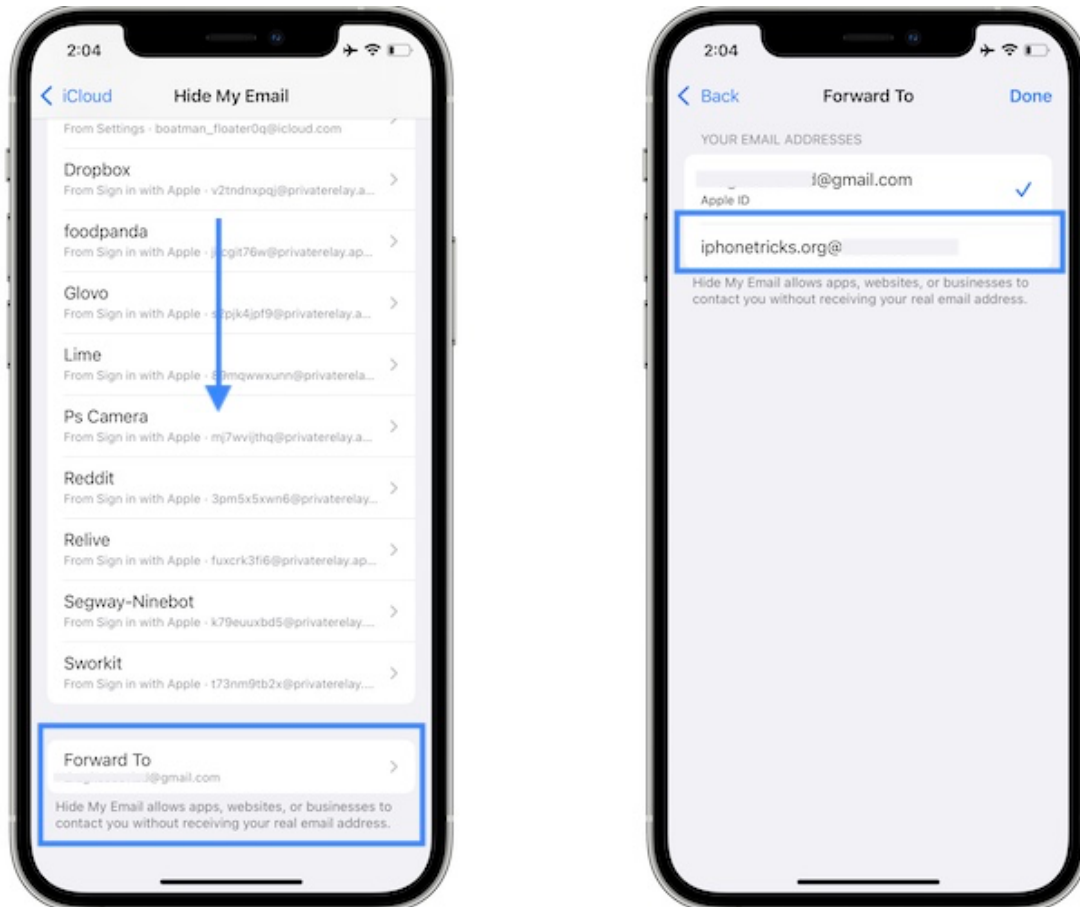 2:04
iCloud
Hide My Email
From Settings · boatman_floater0q@icloud.com
Dropbox
From Sign in with Apple · v2tndnxpqj@privaterelay.a...
foodpanda
From Sign in with Apple · cgit76w@privaterelay.ap...
Glovo
From Sign in with Apple · pjk4jpf9@privaterelay.a...
Lime
From Sign in with Apple · mqwwxunn@privaterela...
Ps Camera
From Sign in with Apple · mj7wvijthq@privaterelay.a...
Reddit
From Sign in with Apple · 3pm5x5xwn6@privaterelay...
Relive
From Sign in with Apple · fuxcrk3fi6@privaterelay.ap...
Segway-Ninebot
From Sign in with Apple · k79euuxbd5@privaterelay....
Sworkit
From Sign in with Apple · t73nm9tb2x@privaterelay....
Forward To
@gmail.com
Hide My Email allows apps, websites, or businesses to
contact you without receiving your real email address.
2:04
Back
Forward To
Done
YOUR EMAIL ADDRESSES
@gmail.com
Apple ID
iphonetricks.org@
Hide My Email allows apps, websites, or businesses to
contact you without receiving your real email address.